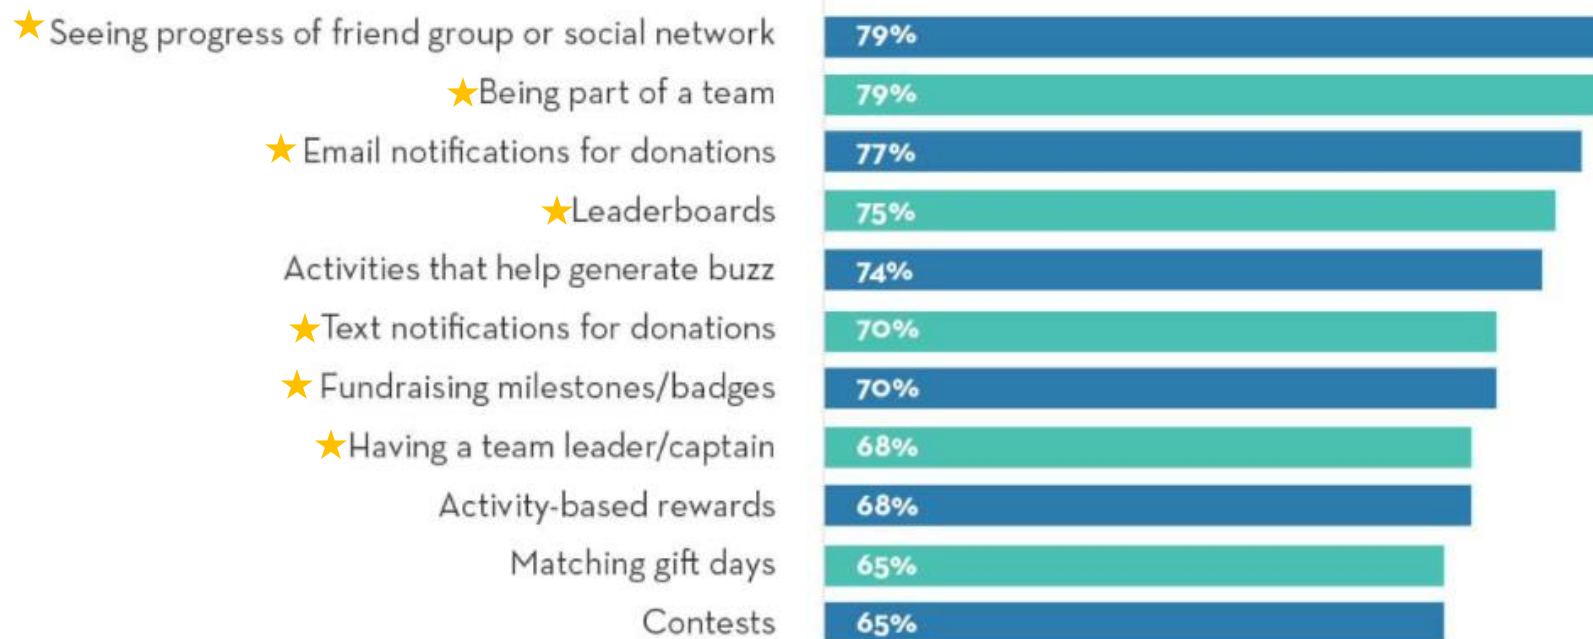 Seeing progress of friend group or social network 79%
Being part of a team 79%
Email notifications for donations 77%
Leaderboards 75%
Activities that help generate buzz 74%
Text notifications for donations 70%
Fundraising milestones/badges 70%
Having a team leader/captain 68%
Activity-based rewards 68%
Matching gift days 65%
Contests 65%